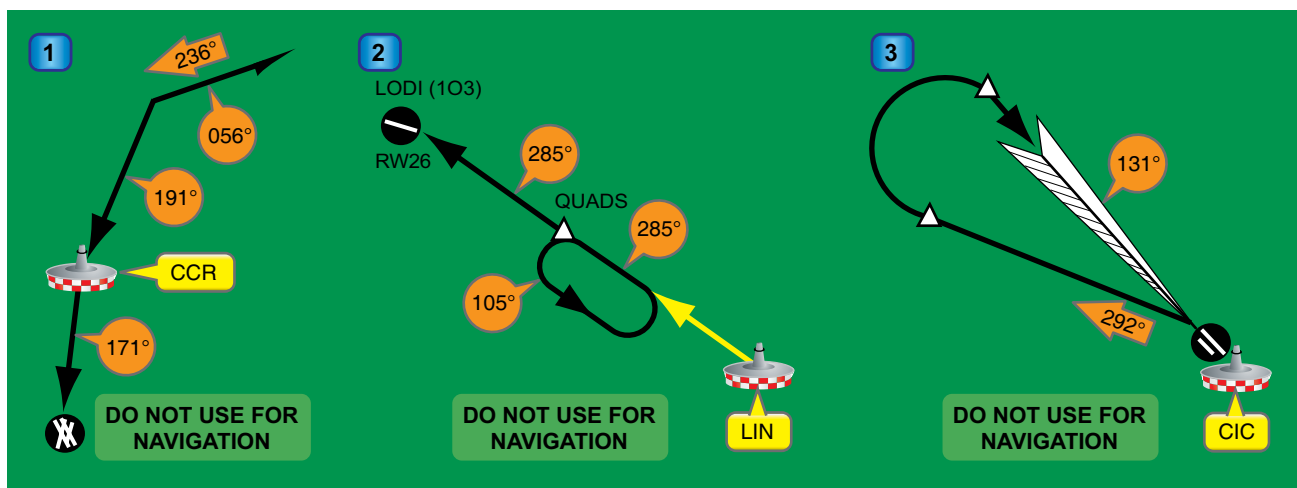 1
236°
056°
191°
CCR
171°
DO NOT USE FOR
NAVIGATION
2
LODI (1O3)
RW26
285°
QUADS
285°
105°
LIN
DO NOT USE FOR
NAVIGATION
3
131°
292°
CIC
DO NOT USE FOR
NAVIGATION